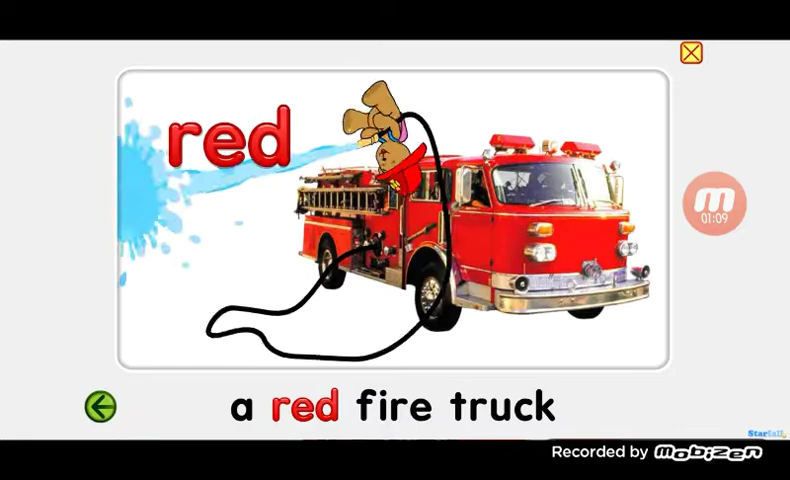 red
01:09
a red fire truck
Starfall
Recorded by mobizen